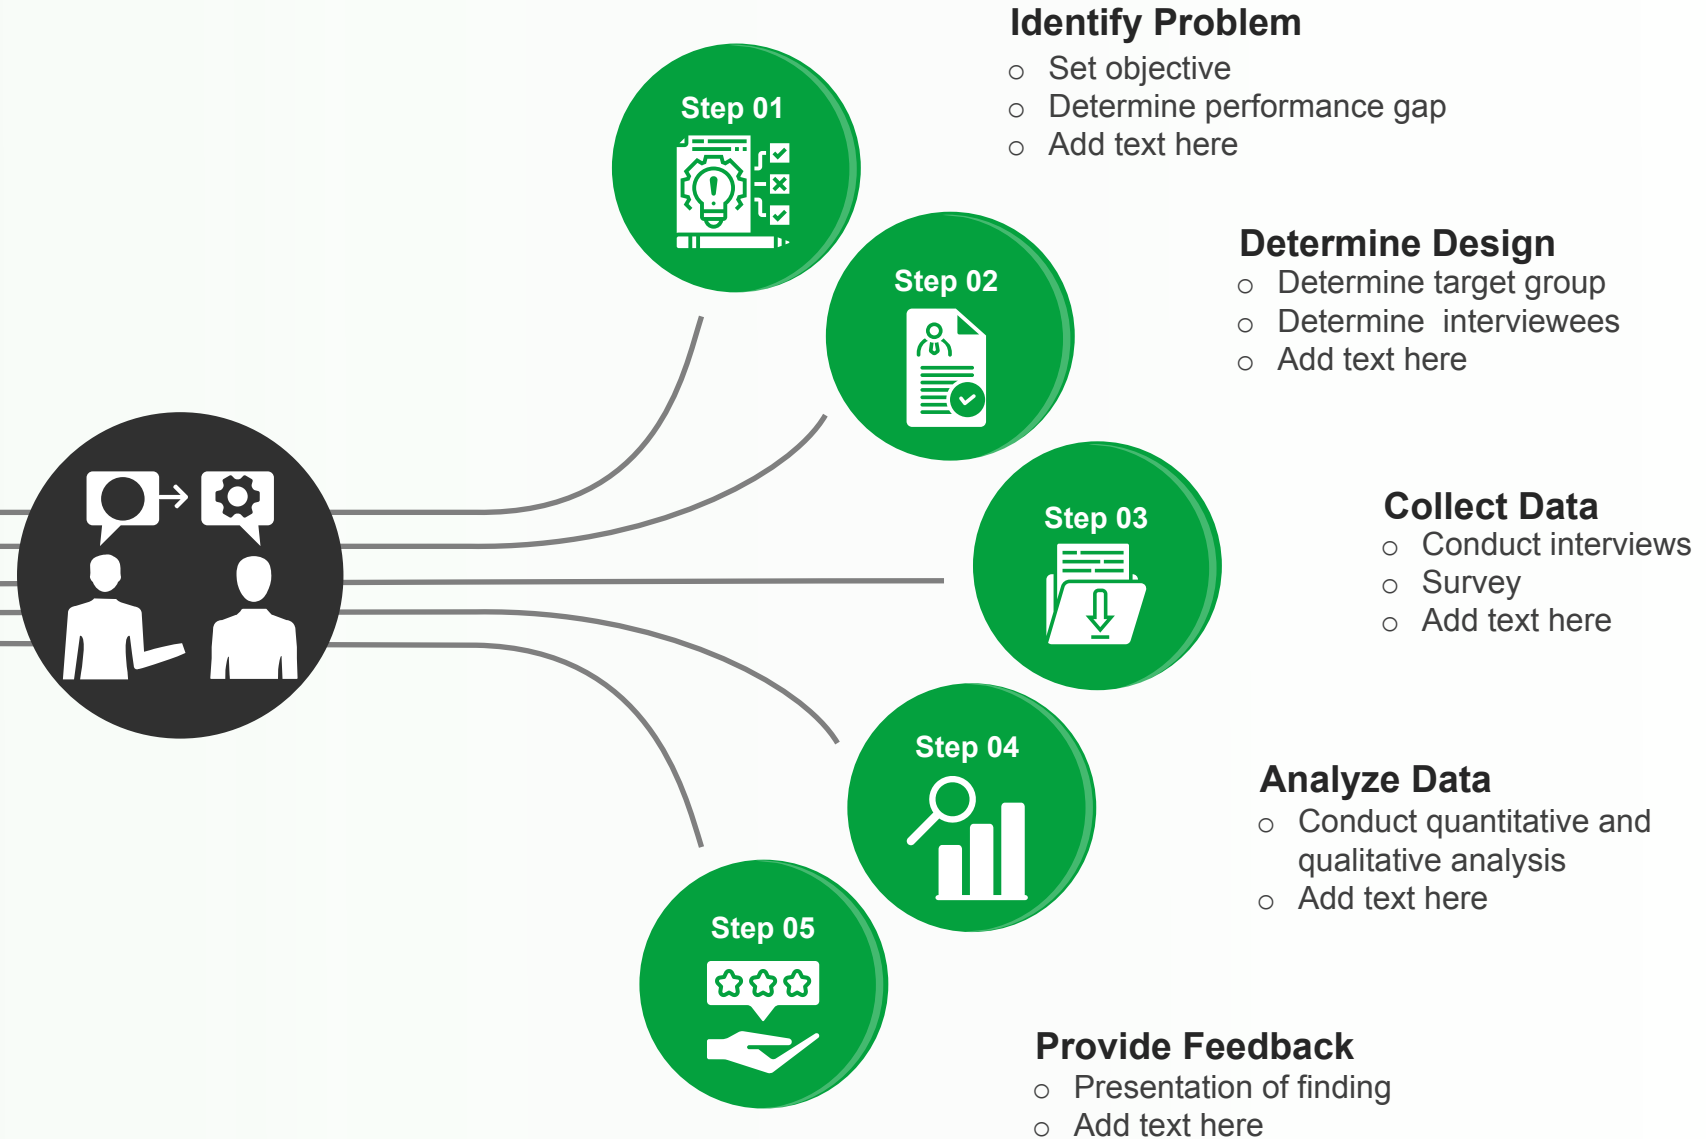 Identify Problem
o Set objective
o Determine performance gap
o Add text here
Step 01
Determine Design
o Determine target group
o Determine  interviewees
o Add text here
Step 02
Collect Data
o Conduct interviews
o Survey
o Add text here
Step 03
Analyze Data
o Conduct quantitative and
qualitative analysis
o Add text here
Step 04
Provide Feedback
o Presentation of finding
o Add text here
Step 05